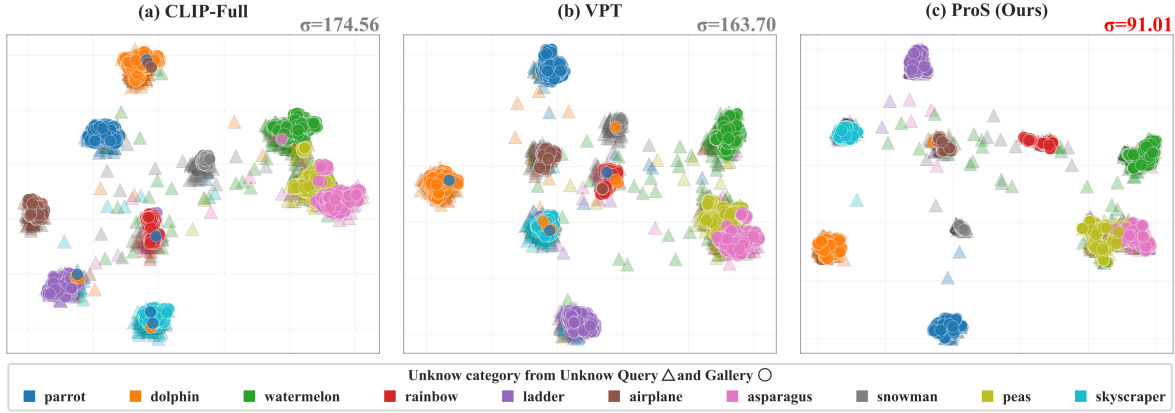 (a) CLIP-Full
σ=174.56
(b) VPT
σ=163.70
(c) ProS (Ours)
σ=91.01
Unknow category from Unknow Query △ and Gallery ○
parrot dolphin watermelon rainbow ladder airplane asparagus snowman peas skyscraper